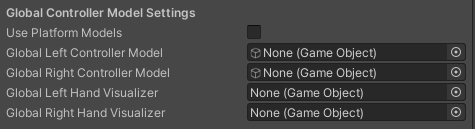 Global Controller Model Settings
Use Platform Models
Global Left Controller Model None (Game Object)
Global Right Controller Model None (Game Object)
Global Left Hand Visualizer None (Game Object)
Global Right Hand Visualizer None (Game Object)